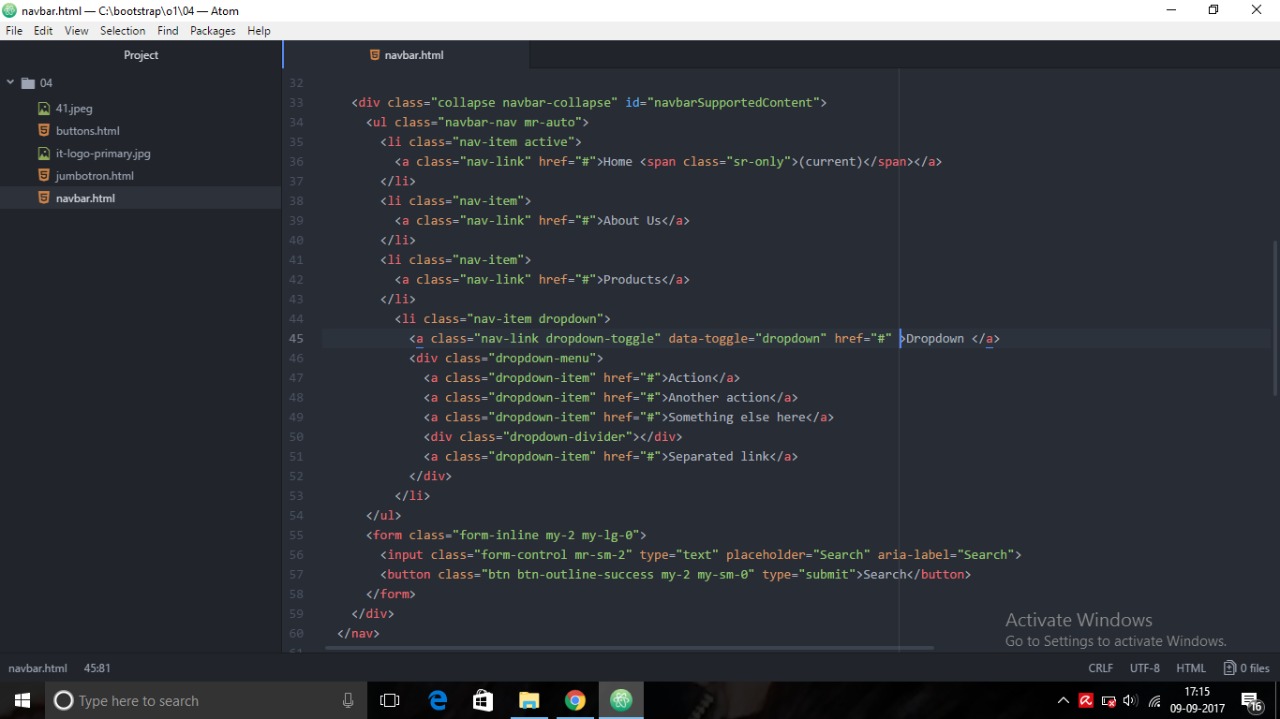 navbar.html — C:\bootstrap\o1\04 — Atom
File Edit View Selection Find Packages Help
Project
navbar.html
04
41.jpeg
buttons.html
it-logo-primary.jpg
jumbotron.html
navbar.html
32
33 <div class="collapse navbar-collapse" id="navbarSupportedContent">
34 <ul class="navbar-nav mr-auto">
35 <li class="nav-item active">
36 <a class="nav-link" href="#">Home <span class="sr-only">(current)</span></a>
37 </li>
38 <li class="nav-item">
39 <a class="nav-link" href="#">About Us</a>
40 </li>
41 <li class="nav-item">
42 <a class="nav-link" href="#">Products</a>
43 </li>
44 <li class="nav-item dropdown">
45 <a class="nav-link dropdown-toggle" data-toggle="dropdown" href="#" >Dropdown </a>
46 <div class="dropdown-menu">
47 <a class="dropdown-item" href="#">Action</a>
48 <a class="dropdown-item" href="#">Another action</a>
49 <a class="dropdown-item" href="#">Something else here</a>
50 <div class="dropdown-divider"></div>
51 <a class="dropdown-item" href="#">Separated link</a>
52 </div>
53 </li>
54 </ul>
55 <form class="form-inline my-2 my-lg-0">
56 <input class="form-control mr-sm-2" type="text" placeholder="Search" aria-label="Search">
57 <button class="btn btn-outline-success my-2 my-sm-0" type="submit">Search</button>
58 </form>
59 </div>
60 </nav>
Activate Windows
Go to Settings to activate Windows.
navbar.html 45:81 CRLF UTF-8 HTML 0 files
Type here to search
17:15
09-09-2017
16